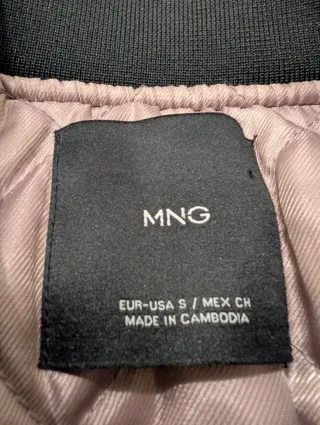 MNG
EUR-USA S / MEX CH
MADE IN CAMBODIA